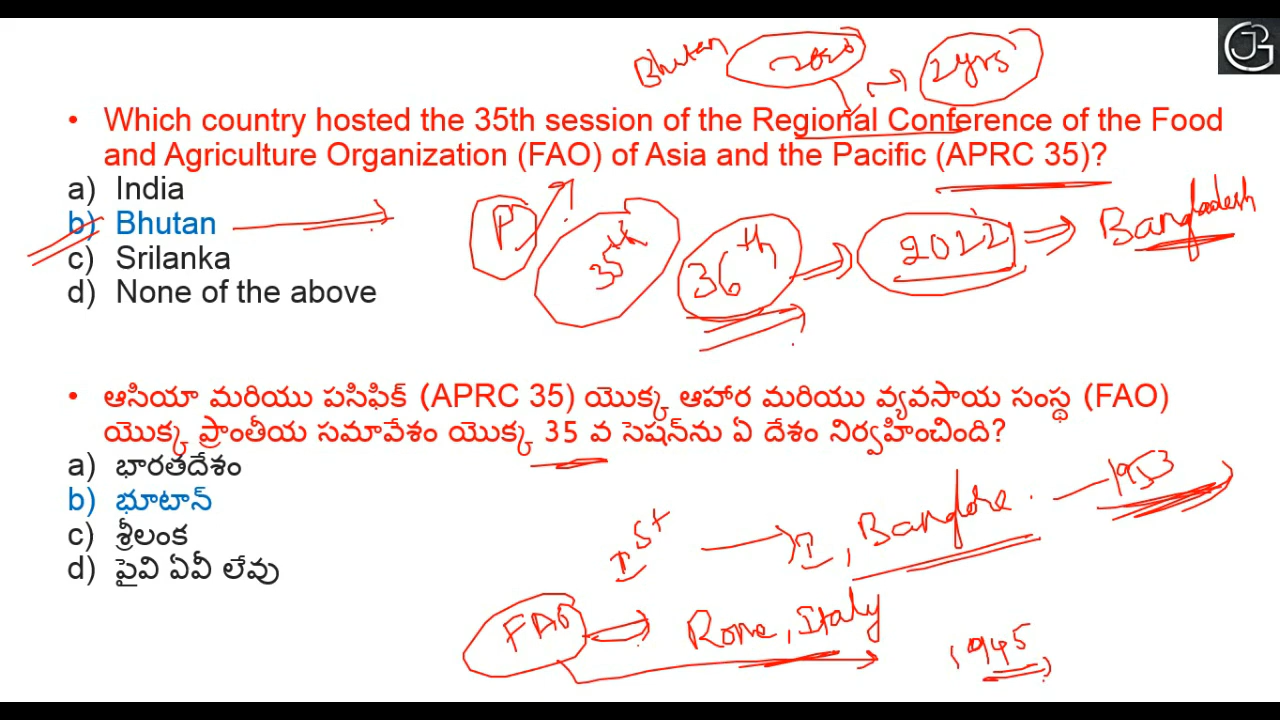 Bhutan 2020 2yrs
• Which country hosted the 35th session of the Regional Conference of the Food
and Agriculture Organization (FAO) of Asia and the Pacific (APRC 35)?
a) India
b) Bhutan
c) Srilanka
d) None of the above
P 35th 36th 2022 Bangladesh
• ఆసియా మరియు పసిఫిక్ (APRC 35) యొక్క ఆహార మరియు వ్యవసాయ సంస్థ (FAO)
యొక్క ప్రాంతీయ సమావేశం యొక్క 35 వ సెషన్‌ను ఏ దేశం నిర్వహించింది?
a) భారతదేశం
b) భూటాన్
c) శ్రీలంక
d) పైవి ఏవీ లేవు
1st I, Banglore. 1953
FAO Rome, Italy
1945